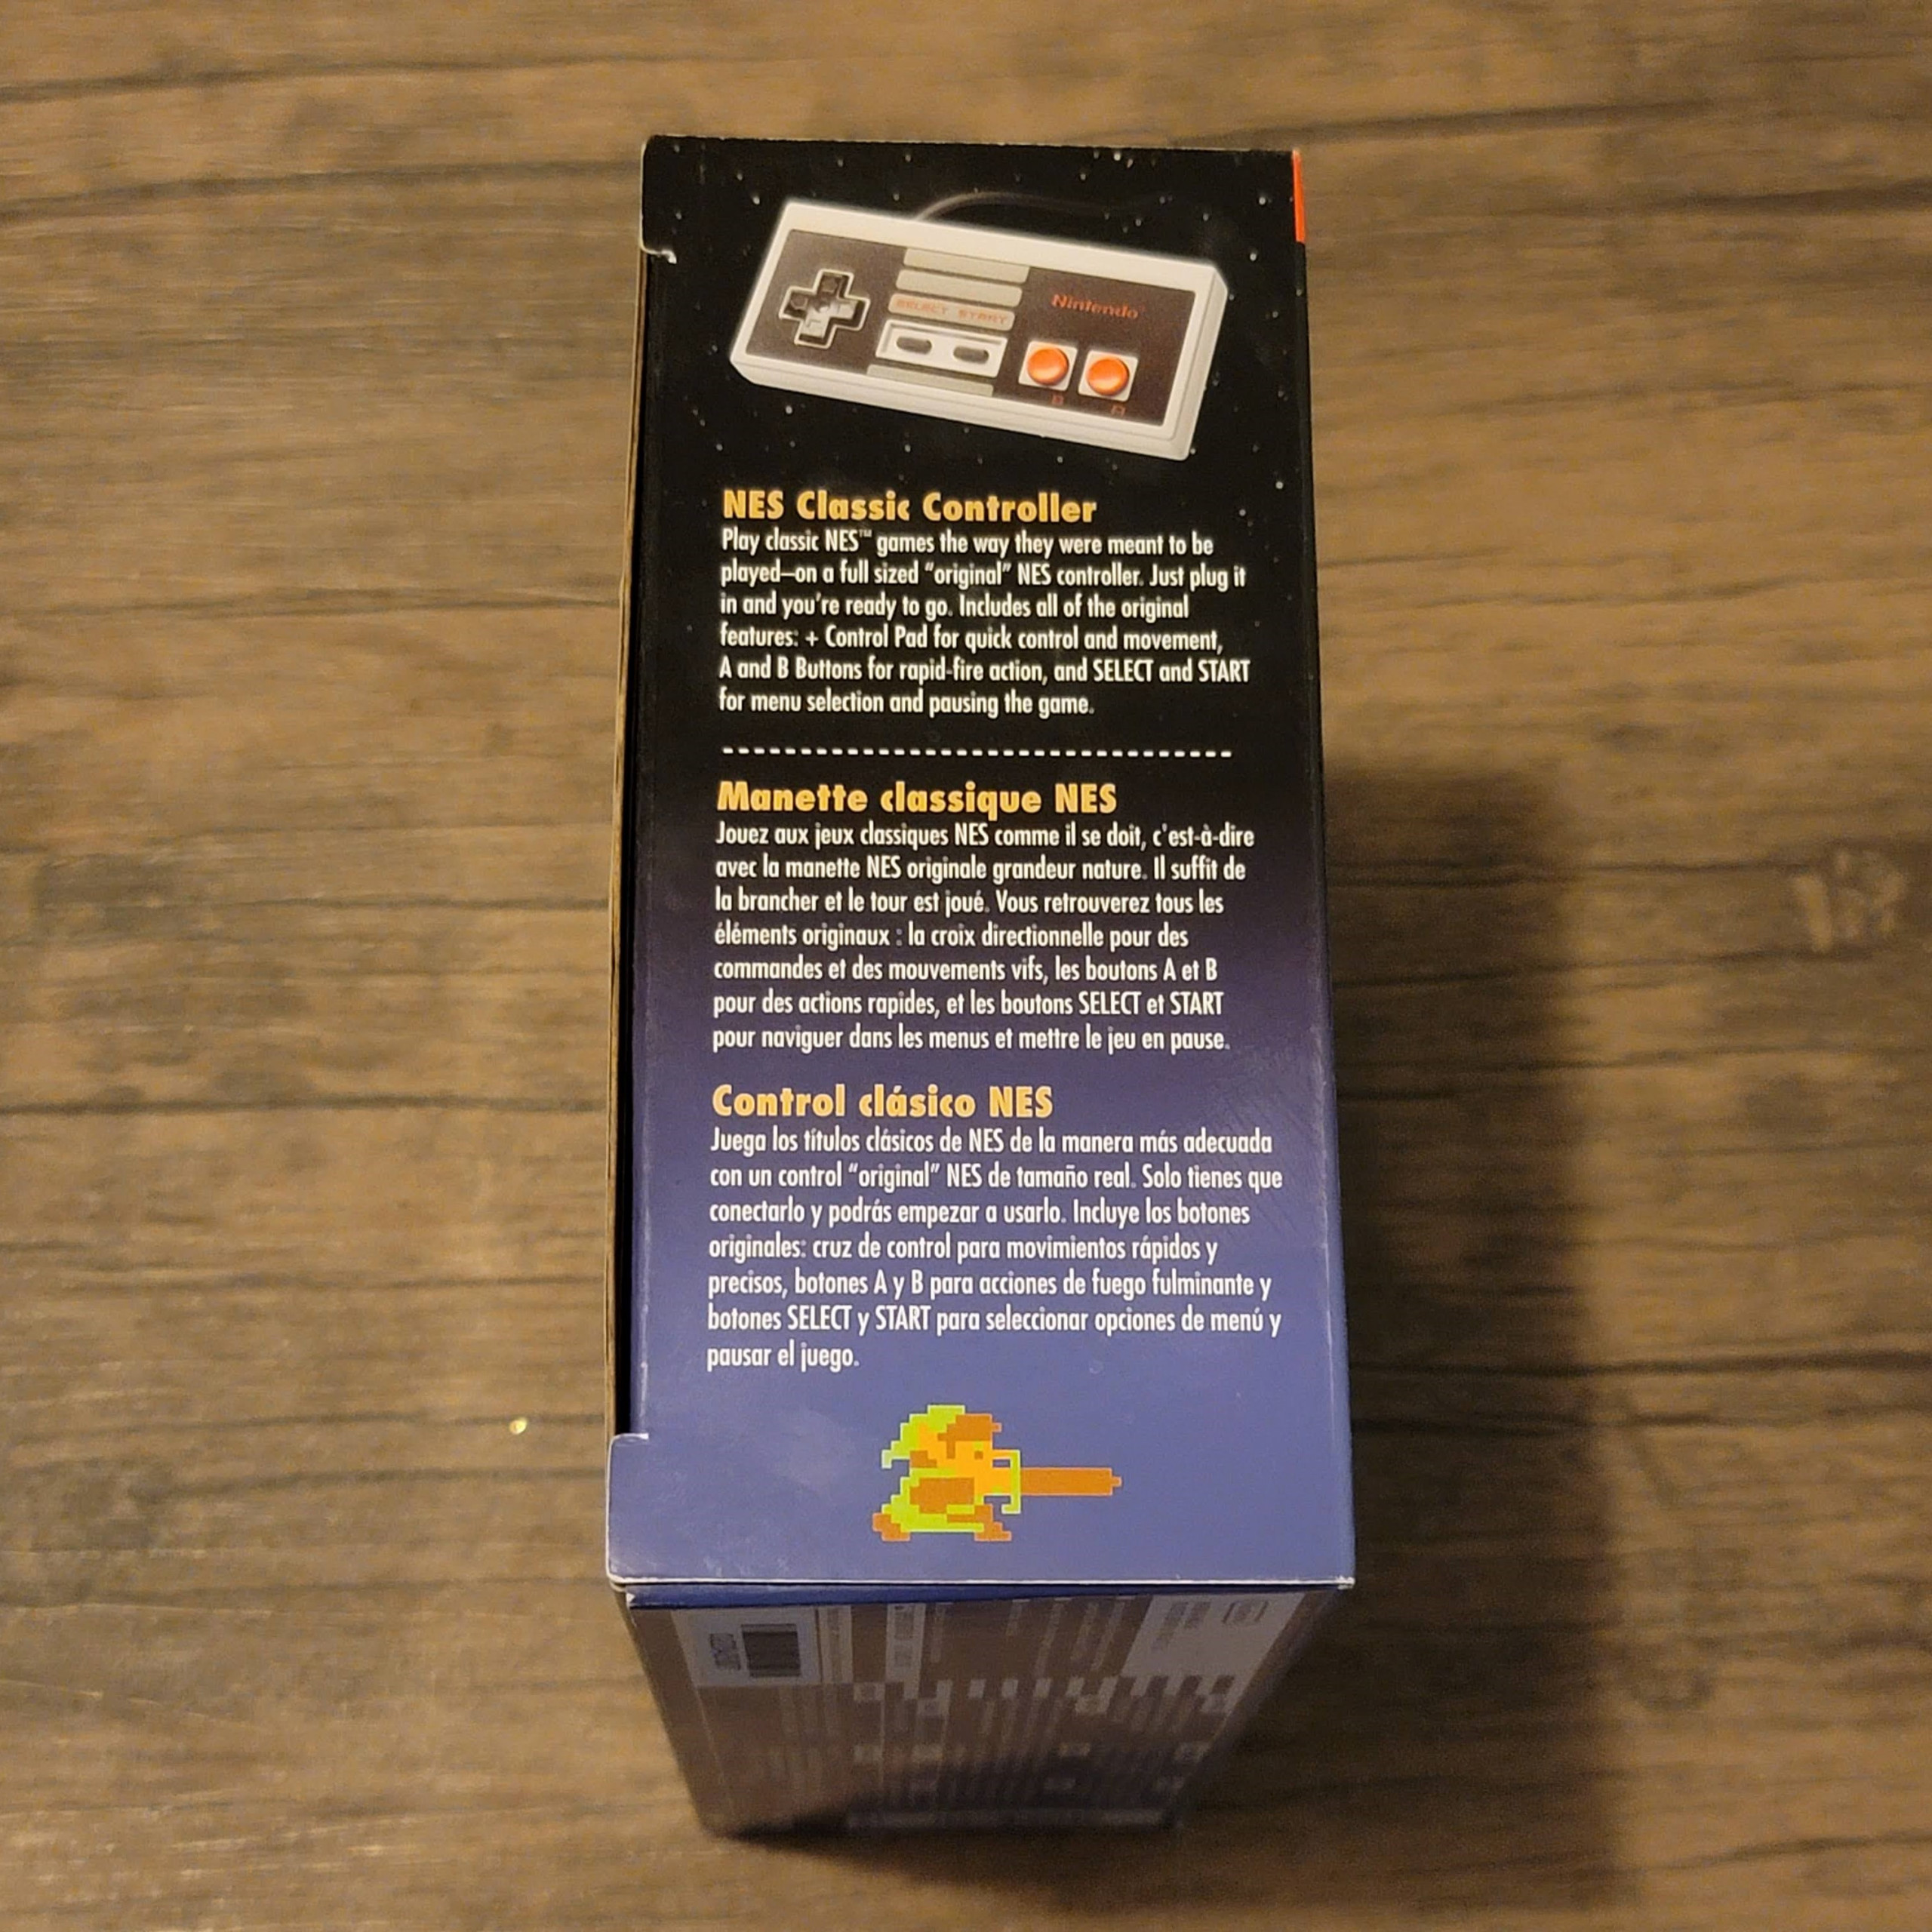 SELECT START
Nintendo
B A
NES Classic Controller
Play classic NES™ games the way they were meant to be
played—on a full sized “original” NES controller. Just plug it
in and you're ready to go. Includes all of the original
features: + Control Pad for quick control and movement,
A and B Buttons for rapid-fire action, and SELECT and START
for menu selection and pausing the game.
Manette classique NES
Jouez aux jeux classiques NES comme il se doit, c'est-à-dire
avec la manette NES originale grandeur nature. Il suffit de
la brancher et le tour est joué. Vous retrouverez tous les
éléments originaux : la croix directionnelle pour des
commandes et des mouvements vifs, les boutons A et B
pour des actions rapides, et les boutons SELECT et START
pour naviguer dans les menus et mettre le jeu en pause.
Control clásico NES
Juega los títulos clásicos de NES de la manera más adecuada
con un control “original” NES de tamaño real. Solo tienes que
conectarlo y podrás empezar a usarlo. Incluye los botones
originales: cruz de control para movimientos rápidos y
precisos, botones A y B para acciones de fuego fulminante y
botones SELECT y START para seleccionar opciones de menú y
pausar el juego.